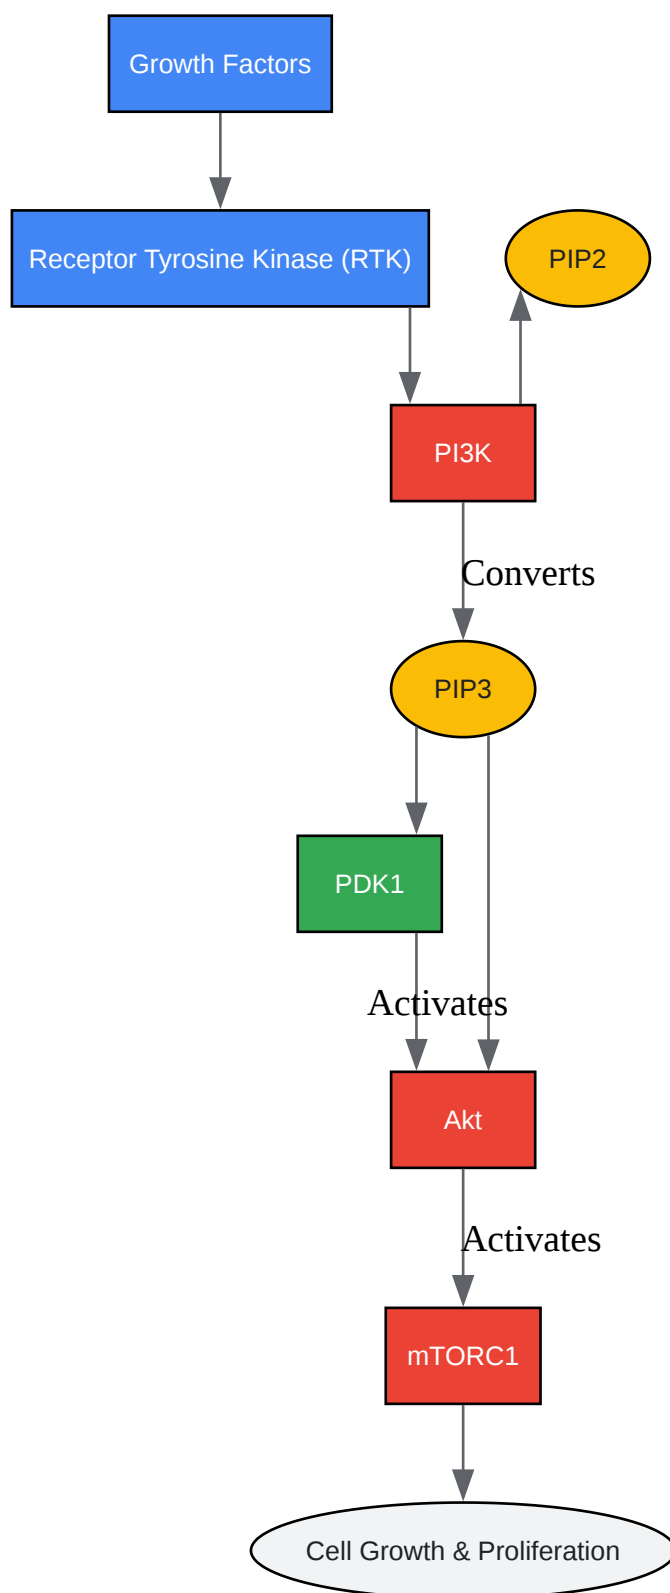 Growth Factors
Receptor Tyrosine Kinase (RTK)
PIP2
PI3K
Converts
PIP3
PDK1
Activates
Akt
Activates
mTORC1
Cell Growth & Proliferation